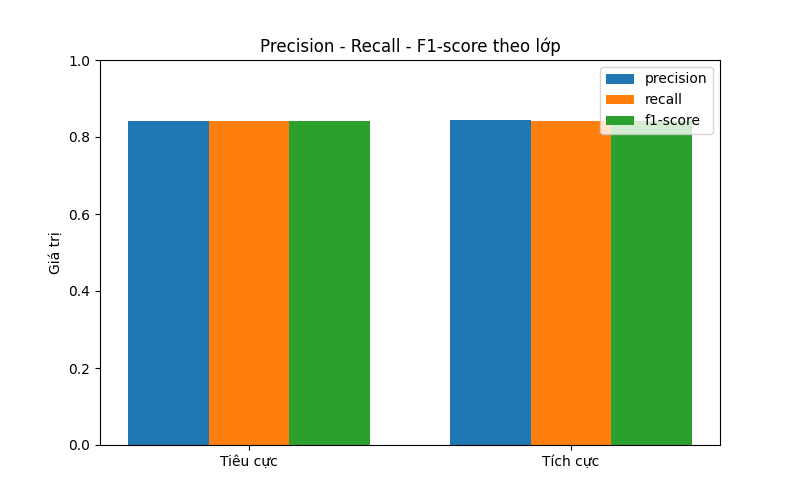 Precision - Recall - F1-score theo lớp
precision
recall
f1-score
Giá trị
1.0
0.8
0.6
0.4
0.2
0.0
Tiêu cực
Tích cực